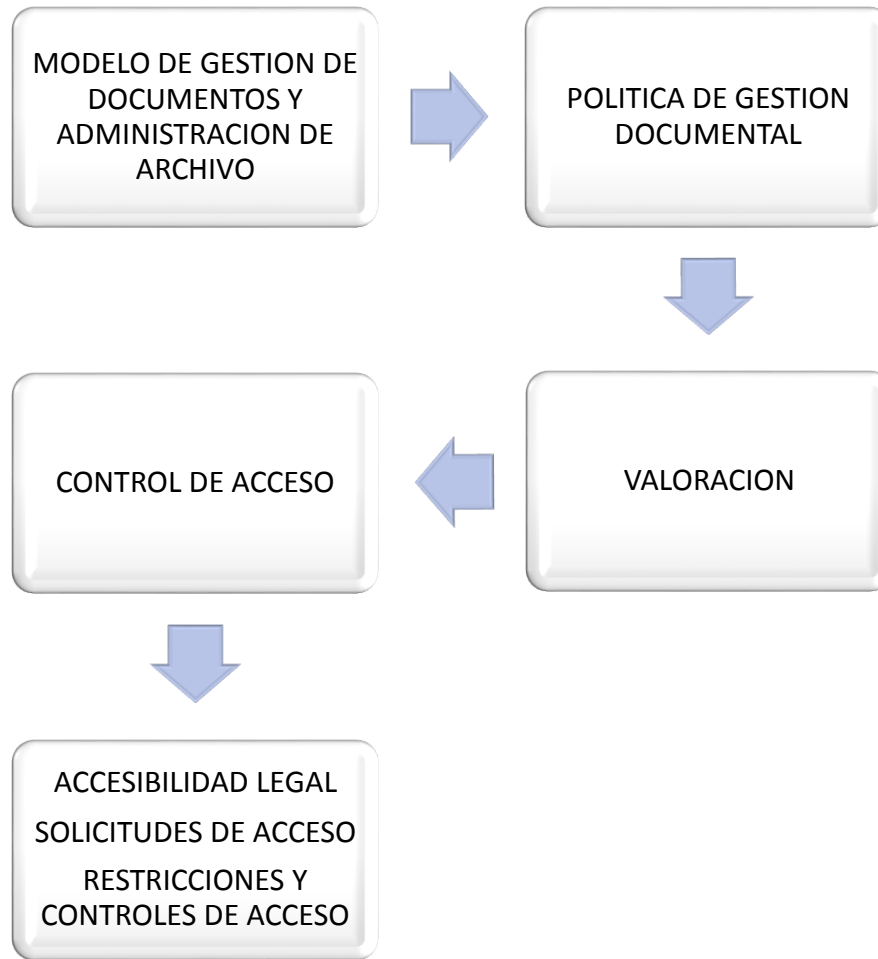 MODELO DE GESTION DE
DOCUMENTOS Y
ADMINISTRACION DE
ARCHIVO
POLITICA DE GESTION
DOCUMENTAL
VALORACION
CONTROL DE ACCESO
ACCESIBILIDAD LEGAL
SOLICITUDES DE ACCESO
RESTRICCIONES Y
CONTROLES DE ACCESO